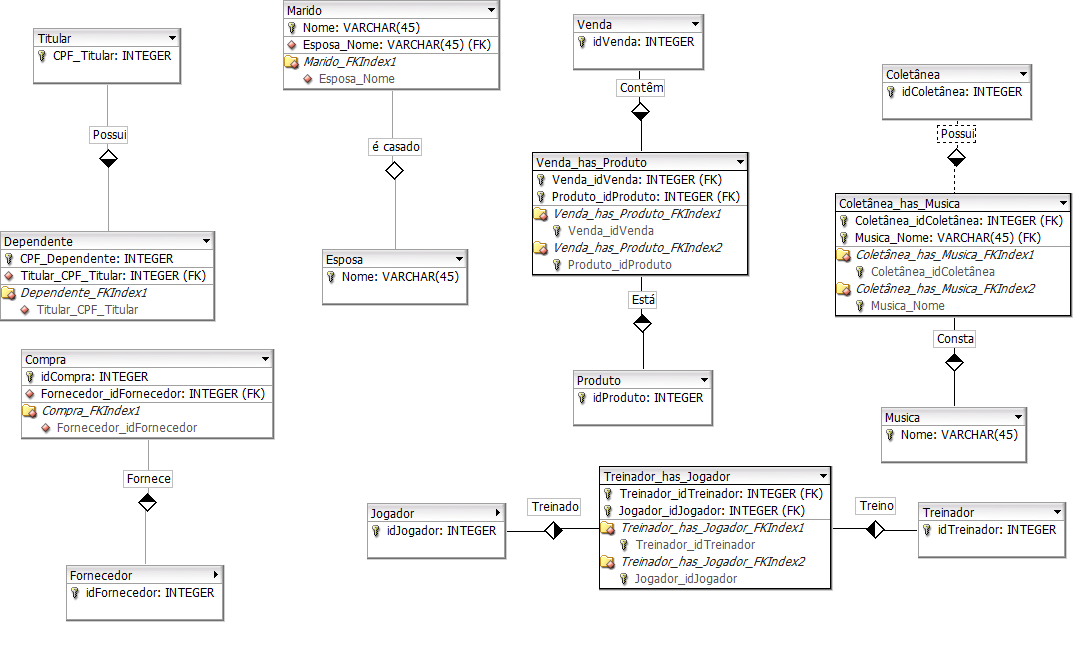 Titular
CPF_Titular: INTEGER
Possui
Dependente
CPF_Dependente: INTEGER
Titular_CPF_Titular: INTEGER (FK)
Dependente_FKIndex1
Titular_CPF_Titular
Marido
Nome: VARCHAR(45)
Esposa_Nome: VARCHAR(45) (FK)
Marido_FKIndex1
Esposa_Nome
é casado
Esposa
Nome: VARCHAR(45)
Venda
idVenda: INTEGER
Contêm
Venda_has_Produto
Venda_idVenda: INTEGER (FK)
Produto_idProduto: INTEGER (FK)
Venda_has_Produto_FKIndex1
Venda_idVenda
Venda_has_Produto_FKIndex2
Produto_idProduto
Está
Produto
idProduto: INTEGER
Coletânea
idColetânea: INTEGER
Possui
Coletânea_has_Musica
Coletânea_idColetânea: INTEGER (FK)
Musica_Nome: VARCHAR(45) (FK)
Coletânea_has_Musica_FKIndex1
Coletânea_idColetânea
Coletânea_has_Musica_FKIndex2
Musica_Nome
Consta
Musica
Nome: VARCHAR(45)
Compra
idCompra: INTEGER
Fornecedor_idFornecedor: INTEGER (FK)
Compra_FKIndex1
Fornecedor_idFornecedor
Fornece
Fornecedor
idFornecedor: INTEGER
Jogador
idJogador: INTEGER
Treinado
Treinador_has_Jogador
Treinador_idTreinador: INTEGER (FK)
Jogador_idJogador: INTEGER (FK)
Treinador_has_Jogador_FKIndex1
Treinador_idTreinador
Treinador_has_Jogador_FKIndex2
Jogador_idJogador
Treino
Treinador
idTreinador: INTEGER